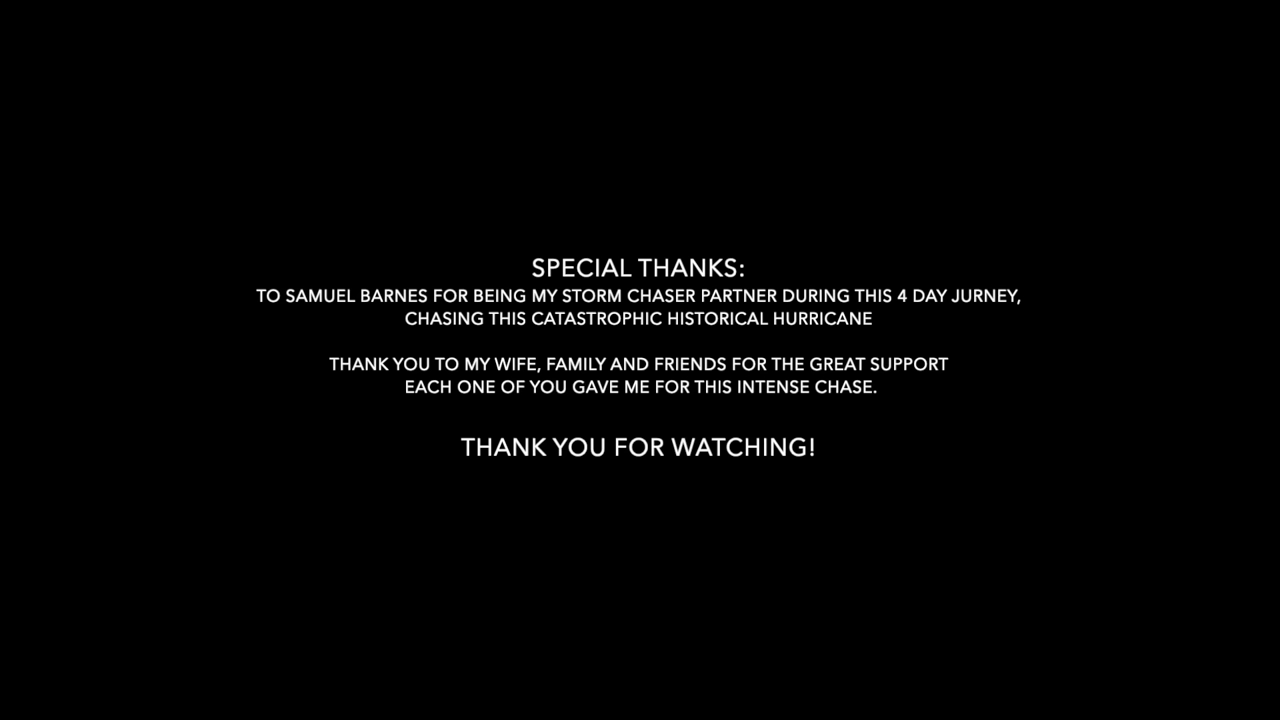 SPECIAL THANKS:
TO SAMUEL BARNES FOR BEING MY STORM CHASER PARTNER DURING THIS 4 DAY JURNEY,
CHASING THIS CATASTROPHIC HISTORICAL HURRICANE
THANK YOU TO MY WIFE, FAMILY AND FRIENDS FOR THE GREAT SUPPORT
EACH ONE OF YOU GAVE ME FOR THIS INTENSE CHASE.
THANK YOU FOR WATCHING!